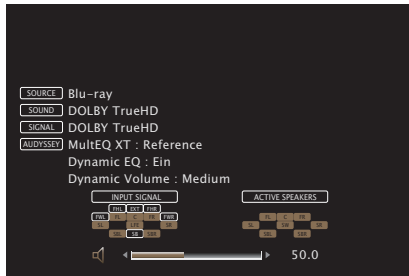 SOURCE Blu-ray
SOUND DOLBY TrueHD
SIGNAL DOLBY TrueHD
AUDYSSEY MultEQ XT : Reference
Dynamic EQ : Ein
Dynamic Volume : Medium
INPUT SIGNAL ACTIVE SPEAKERS
FHL EXT FHR
FWL FL C FR FWR FL C FR
SL LFE SR SL SW SR
SBL SB SBR SBL SBR
50.0